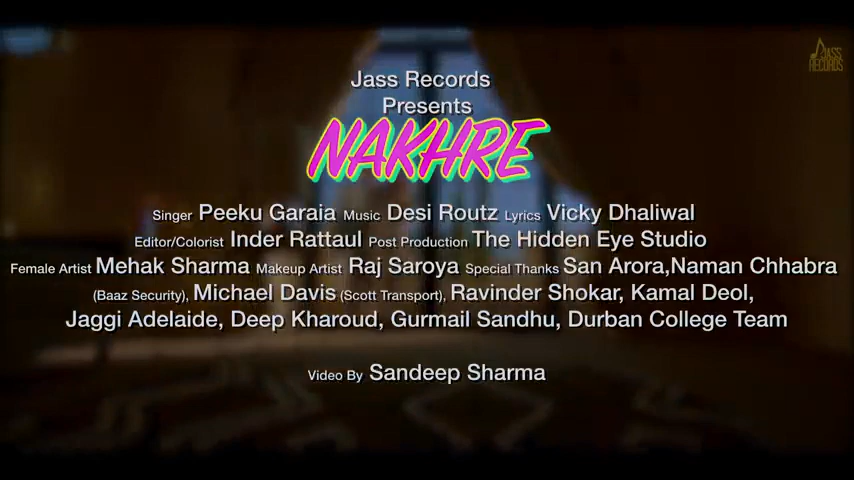 Jass Records
Presents
NAKHRE
Singer Peeku Garaia Music Desi Routz Lyrics Vicky Dhaliwal
Editor/Colorist Inder Rattaul Post Production The Hidden Eye Studio
Female Artist Mehak Sharma Makeup Artist Raj Saroya Special Thanks San Arora,Naman Chhabra
(Baaz Security), Michael Davis (Scott Transport), Ravinder Shokar, Kamal Deol,
Jaggi Adelaide, Deep Kharoud, Gurmail Sandhu, Durban College Team
Video By Sandeep Sharma
JASS
RECORDS